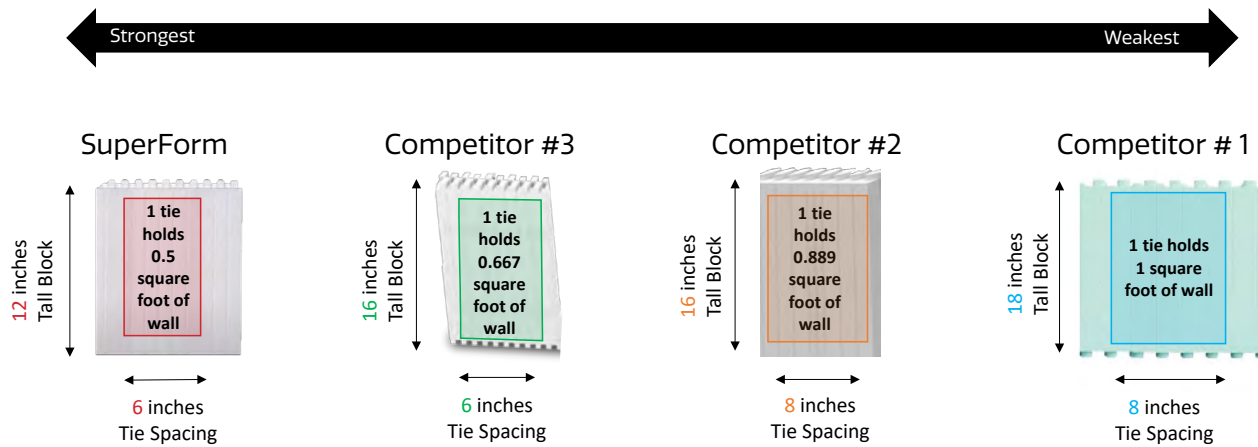 Strongest
Weakest
SuperForm
Competitor #3
Competitor #2
Competitor # 1
12 inches
Tall Block
1 tie
holds
0.5
square
foot of
wall
6 inches
Tie Spacing
16 inches
Tall Block
1 tie
holds
0.667
square
foot of
wall
6 inches
Tie Spacing
16 inches
Tall Block
1 tie
holds
0.889
square
foot of
wall
8 inches
Tie Spacing
18 inches
Tall Block
1 tie holds
1 square
foot of wall
8 inches
Tie Spacing